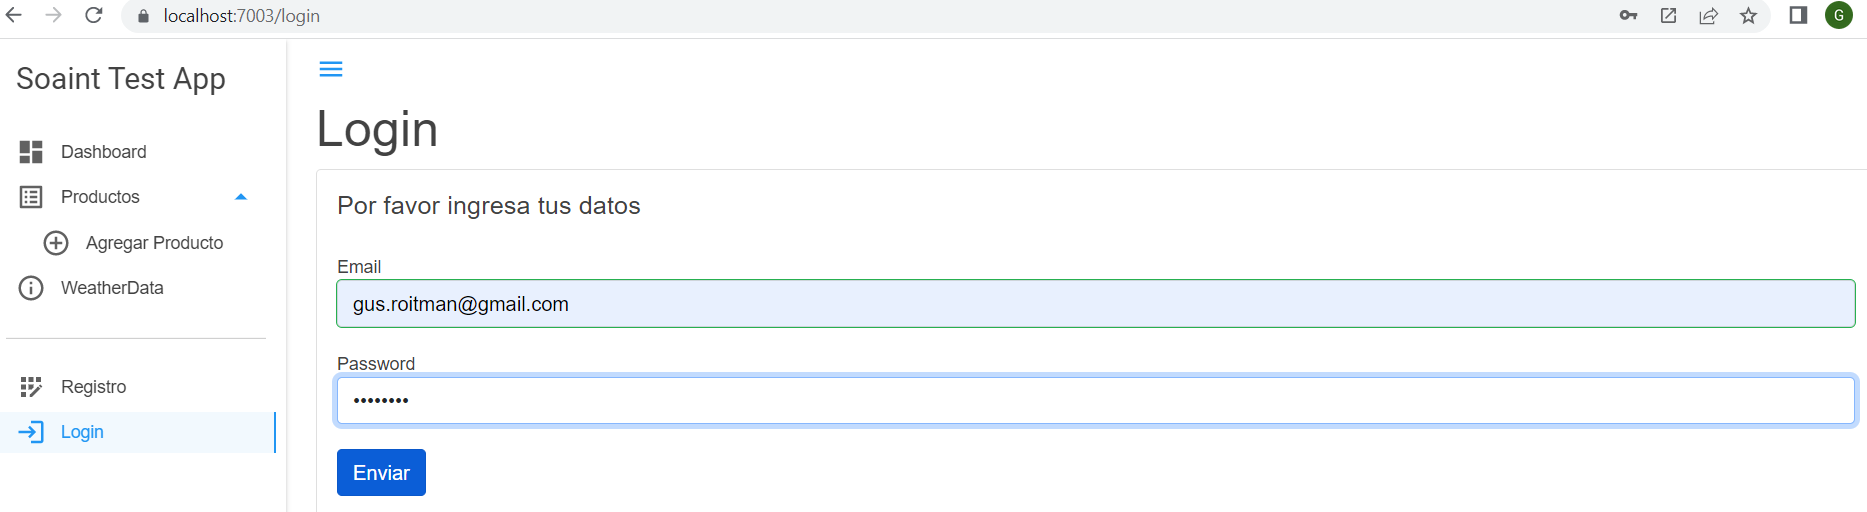 localhost:7003/login
G
Soaint Test App
Dashboard
Productos
Agregar Producto
WeatherData
Registro
Login
Login
Por favor ingresa tus datos
Email
gus.roitman@gmail.com
Password
••••••••
Enviar